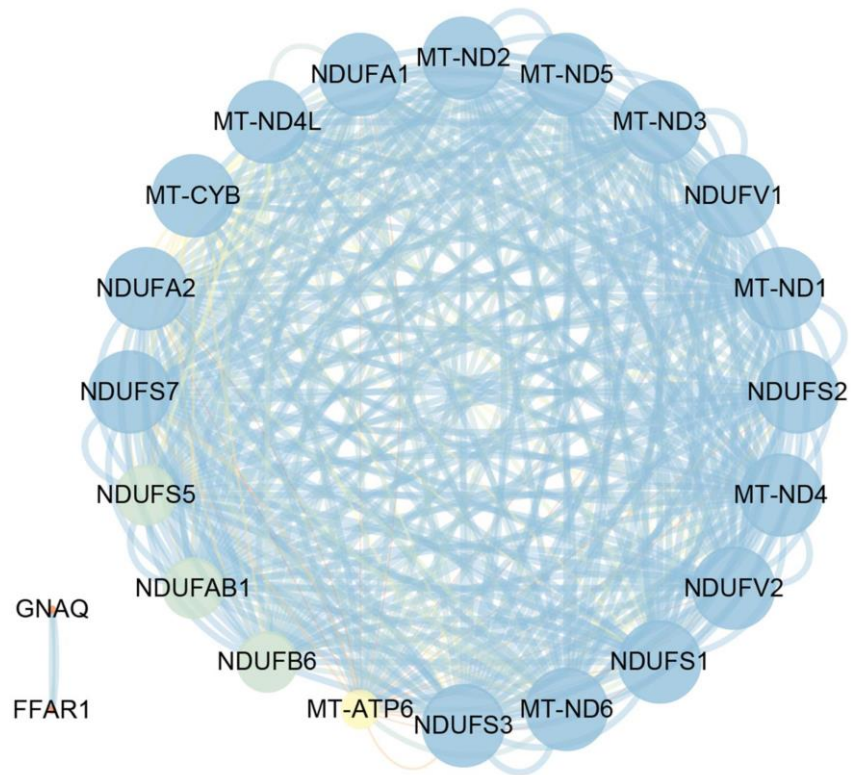 MT-ND2
NDUFA1
MT-ND5
MT-ND4L
MT-ND3
MT-CYB
NDUFV1
NDUFA2
MT-ND1
NDUFS7
NDUFS2
NDUFS5
MT-ND4
NDUFAB1
NDUFV2
GNAQ
NDUFB6
NDUFS1
FFAR1
MT-ATP6
NDUFS3
MT-ND6